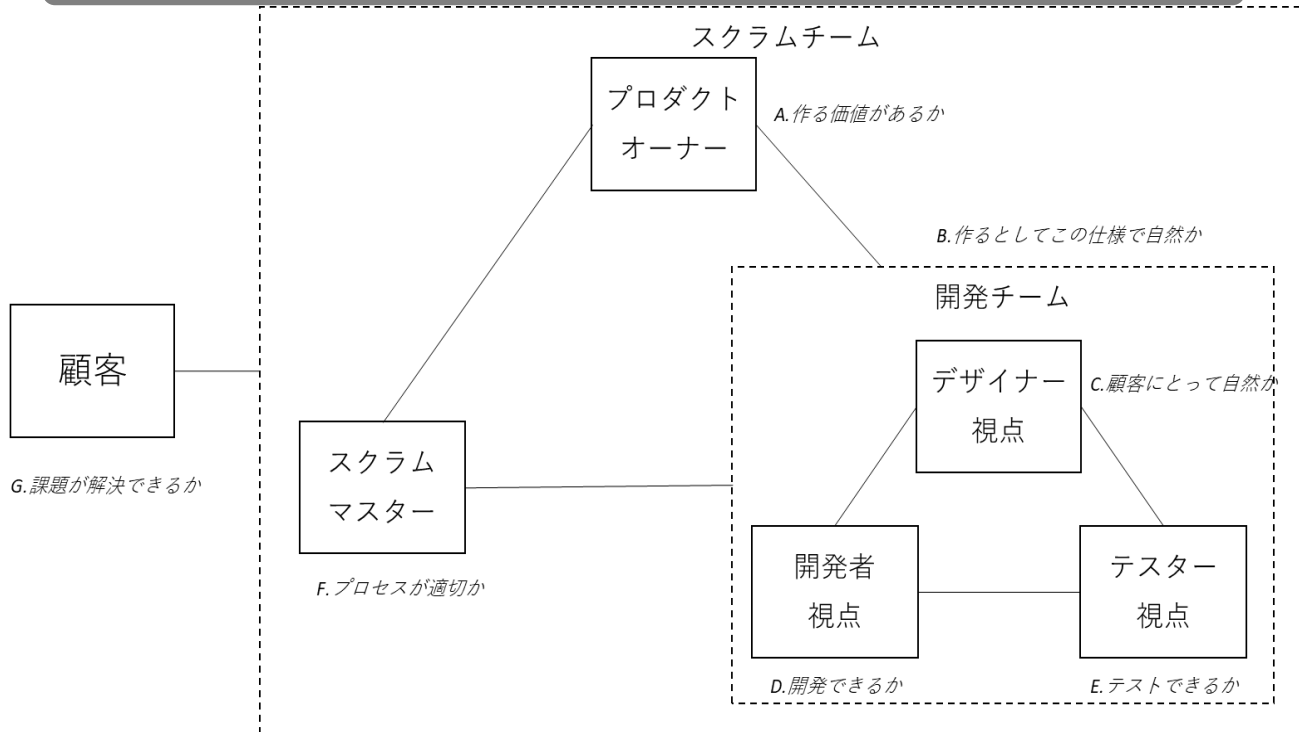 スクラムチーム
プロダクト
オーナー
A.作る価値があるか
B.作るとしてこの仕様で自然か
開発チーム
顧客
デザイナー
視点
C.顧客にとって自然か
スクラム
マスター
G.課題が解決できるか
開発者
視点
テスター
視点
F.プロセスが適切か
D.開発できるか
E.テストできるか